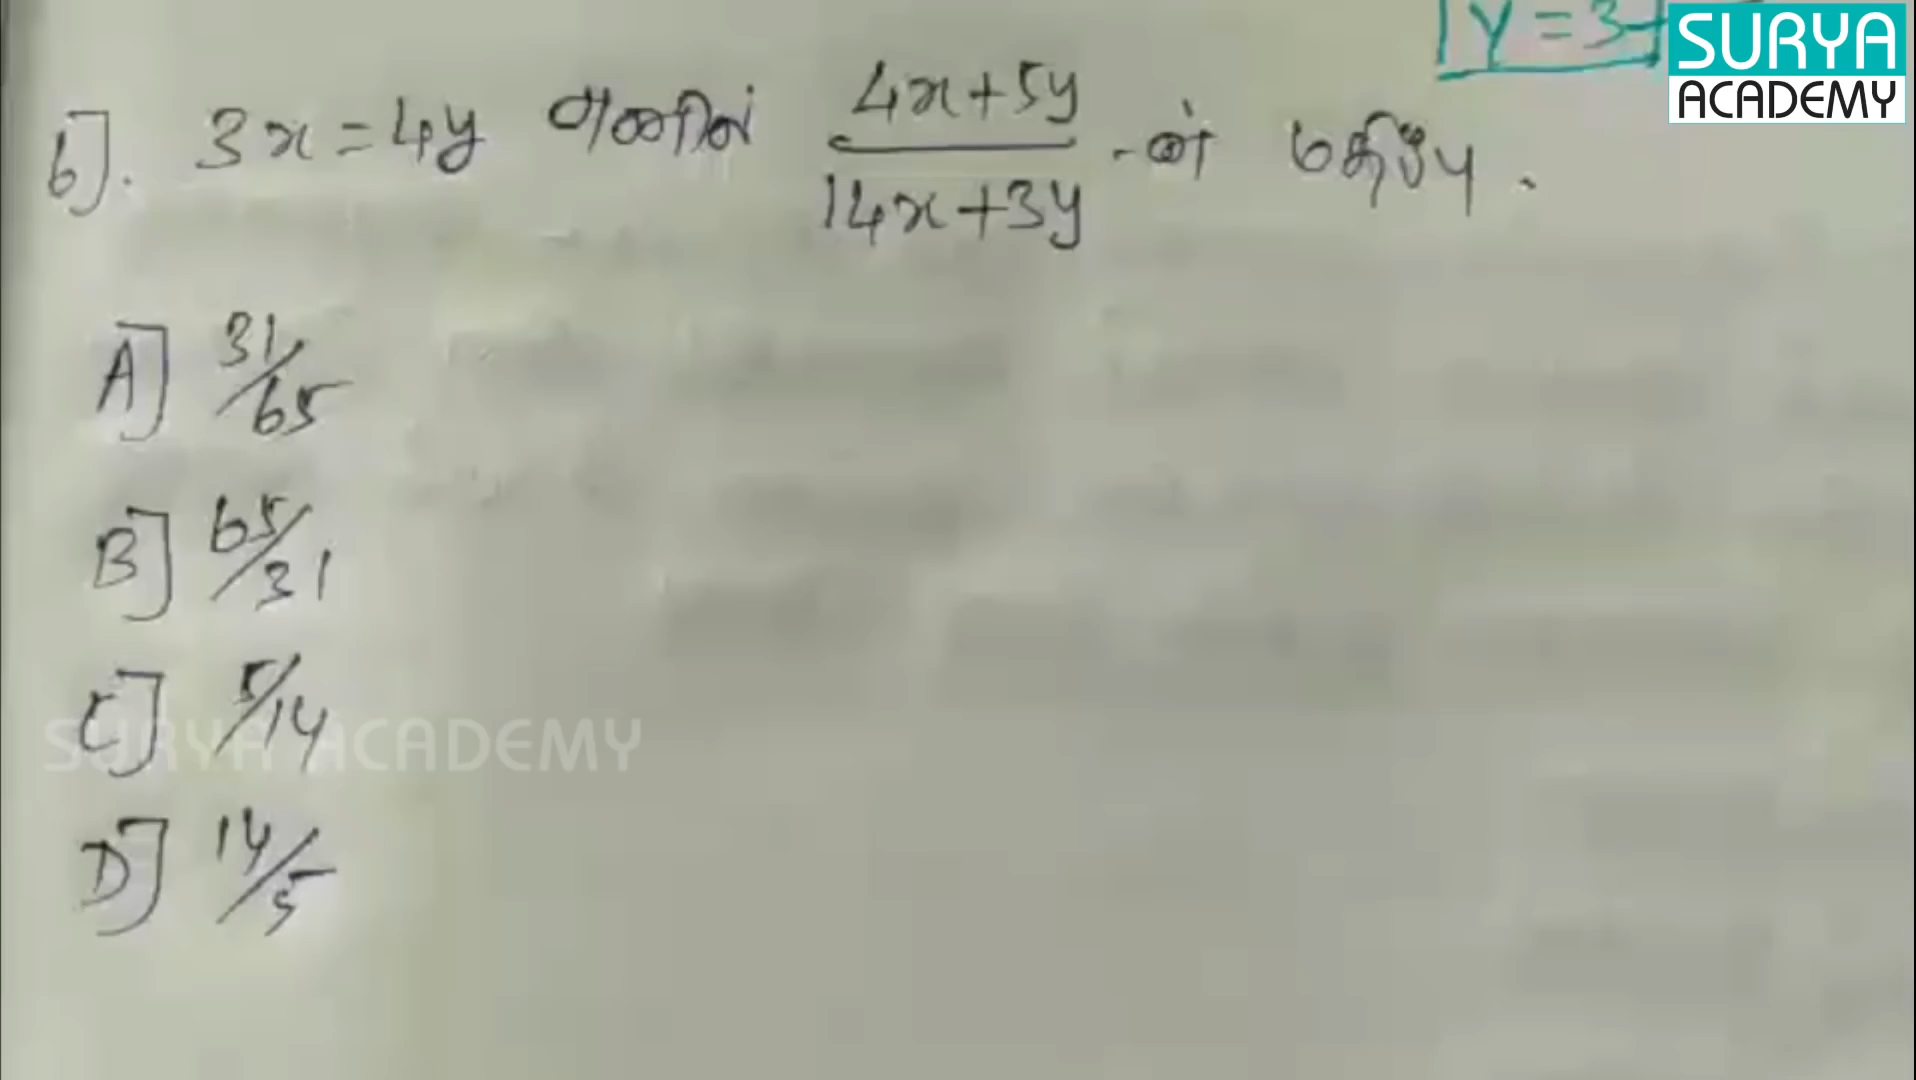 y = 3
SURYA
ACADEMY
6]. 3x = 4y எனில் 4x+5y/14x+3y -ன் மதிப்பு .
A] 31/65
B] 65/31
C] 5/14
SURYA ACADEMY
D] 14/5